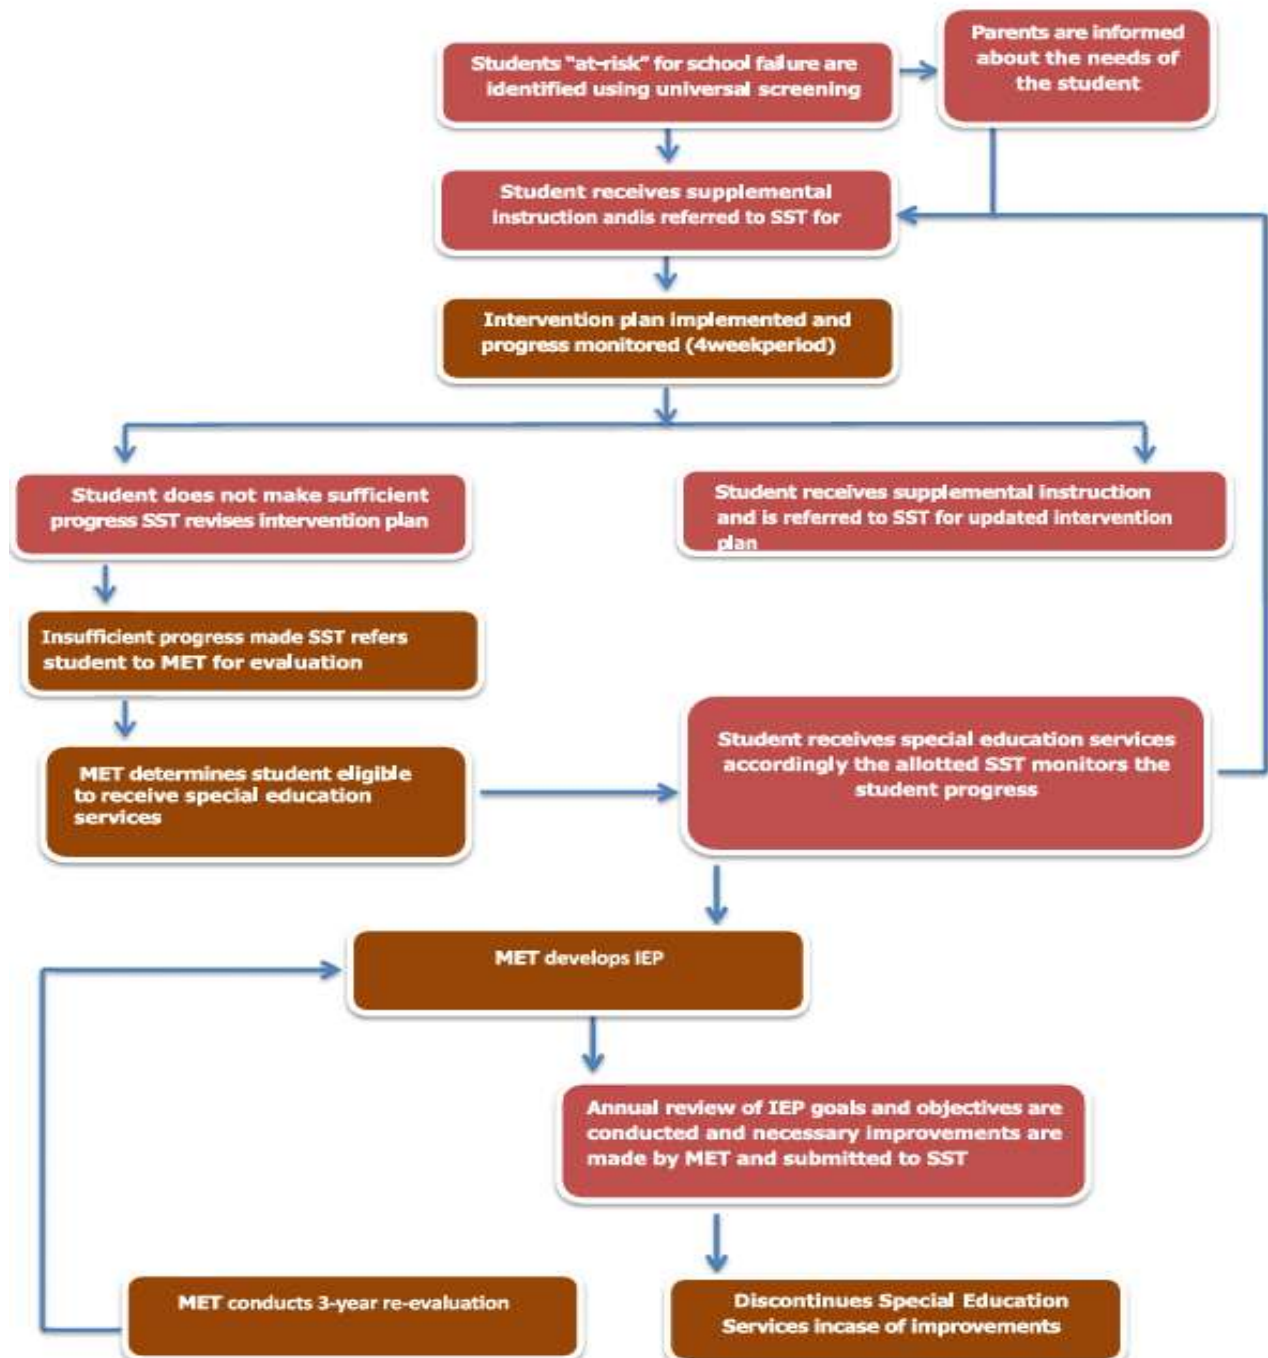 Students "at-risk" for school failure are
identified using universal screening
Parents are informed
about the needs of
the student
Student receives supplemental
instruction andis referred to SST for
Intervention plan implemented and
progress monitored (4weekperiod)
Student does not make sufficient
progress SST revises intervention plan
Student receives supplemental instruction
and is referred to SST for updated intervention
plan
Insufficient progress made SST refers
student to MET for evaluation
MET determines student eligible
to receive special education
services
Student receives special education services
accordingly the allotted SST monitors the
student progress
MET develops IEP
Annual review of IEP goals and objectives are
conducted and necessary improvements are
made by MET and submitted to SST
MET conducts 3-year re-evaluation
Discontinues Special Education
Services incase of improvements